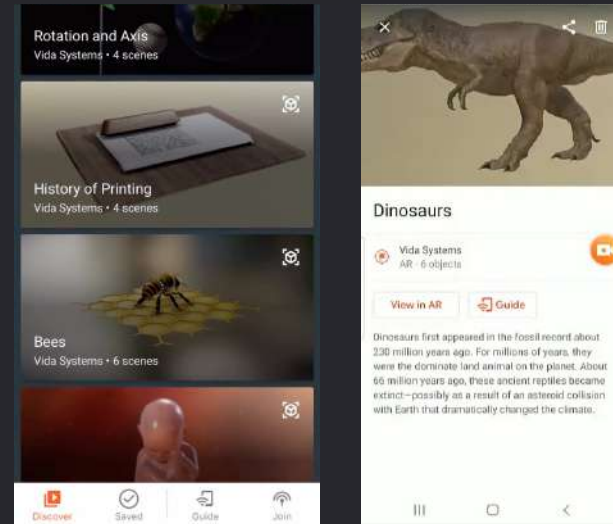 Rotation and Axis
Vida Systems • 4 scenes
History of Printing
Vida Systems • 4 scenes
Bees
Vida Systems • 6 scenes
Discover
Saved
Guide
Join
Dinosaurs
Vida Systems
AR - 6 objects
View in AR
Guide
Dinosaurs first appeared in the fossil record about
230 million years ago. For millions of years, they
were the dominate land animal on the planet. About
66 million years ago, these ancient reptiles became
extinct—possibly as a result of an asteroid collision
with Earth that dramatically changed the climate.